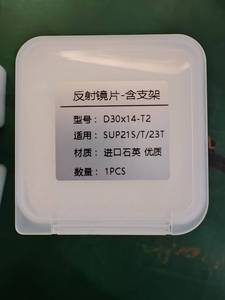 反射镜片-含支架
型号： D30x14-T2
适用： SUP21S/T/23T
材质： 进口石英 优质
数量： 1PCS